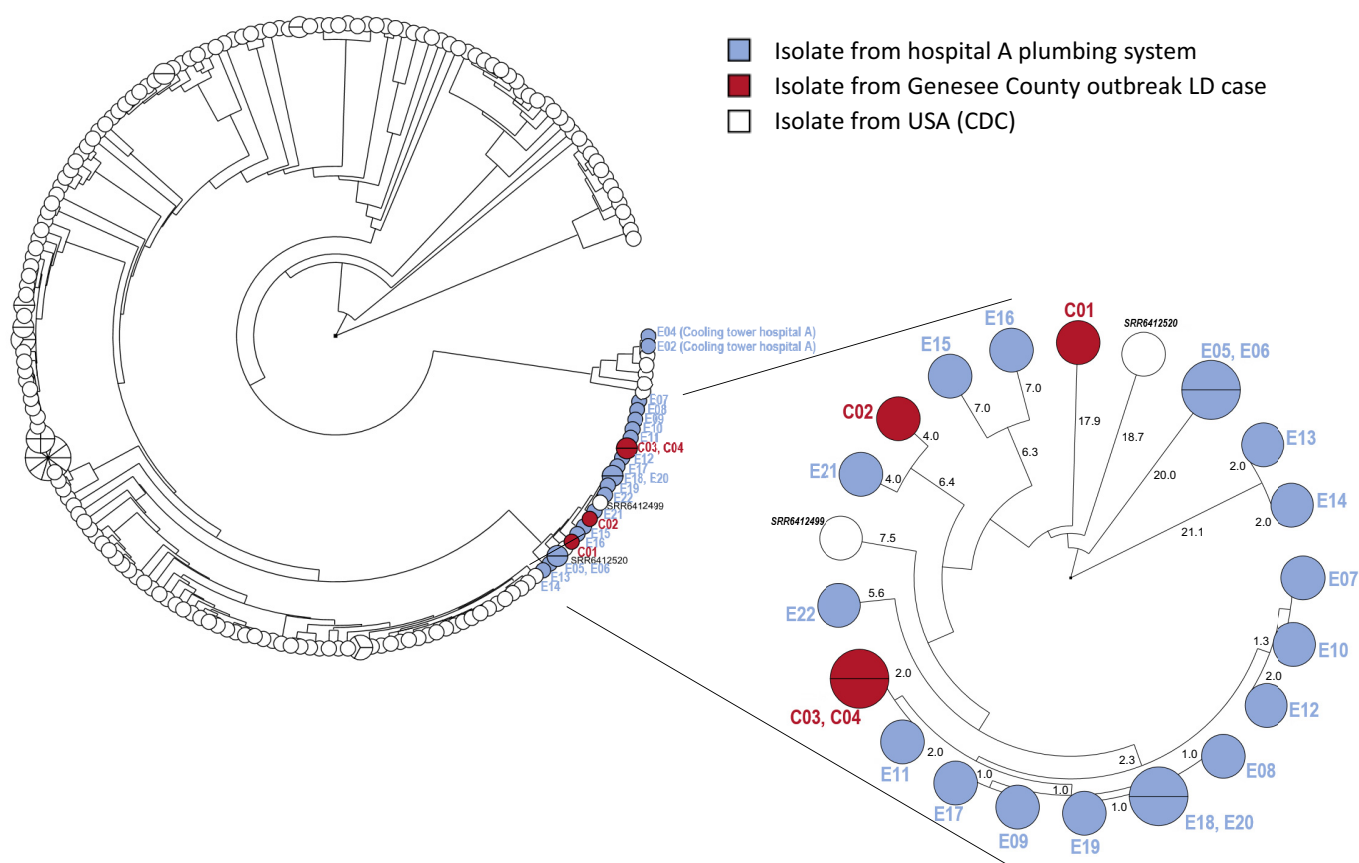 Isolate from hospital A plumbing system
Isolate from Genesee County outbreak LD case
Isolate from USA (CDC)
E04 (Cooling tower hospital A)
E02 (Cooling tower hospital A)
E07
E08
E09
E10
E11
C03, C04
E12
E17
E18, E20
E19
E22
SRR6412499
E21
C02
E15
E16
C01
SRR6412520
E05, E06
E13
E14
C01
SRR6412520
E16
E15
E05, E06
7.0
7.0
C02
4.0
17.9
18.7
E13
2.0
6.3
20.0
E21
4.0
6.4
E14
2.0
SRR6412499
7.5
21.1
E07
E22
5.6
1.3
E10
2.0
2.0
E12
C03, C04
E11
2.0
2.3
1.0
E08
1.0
E17
1.0
1.0
E18, E20
E09
E19